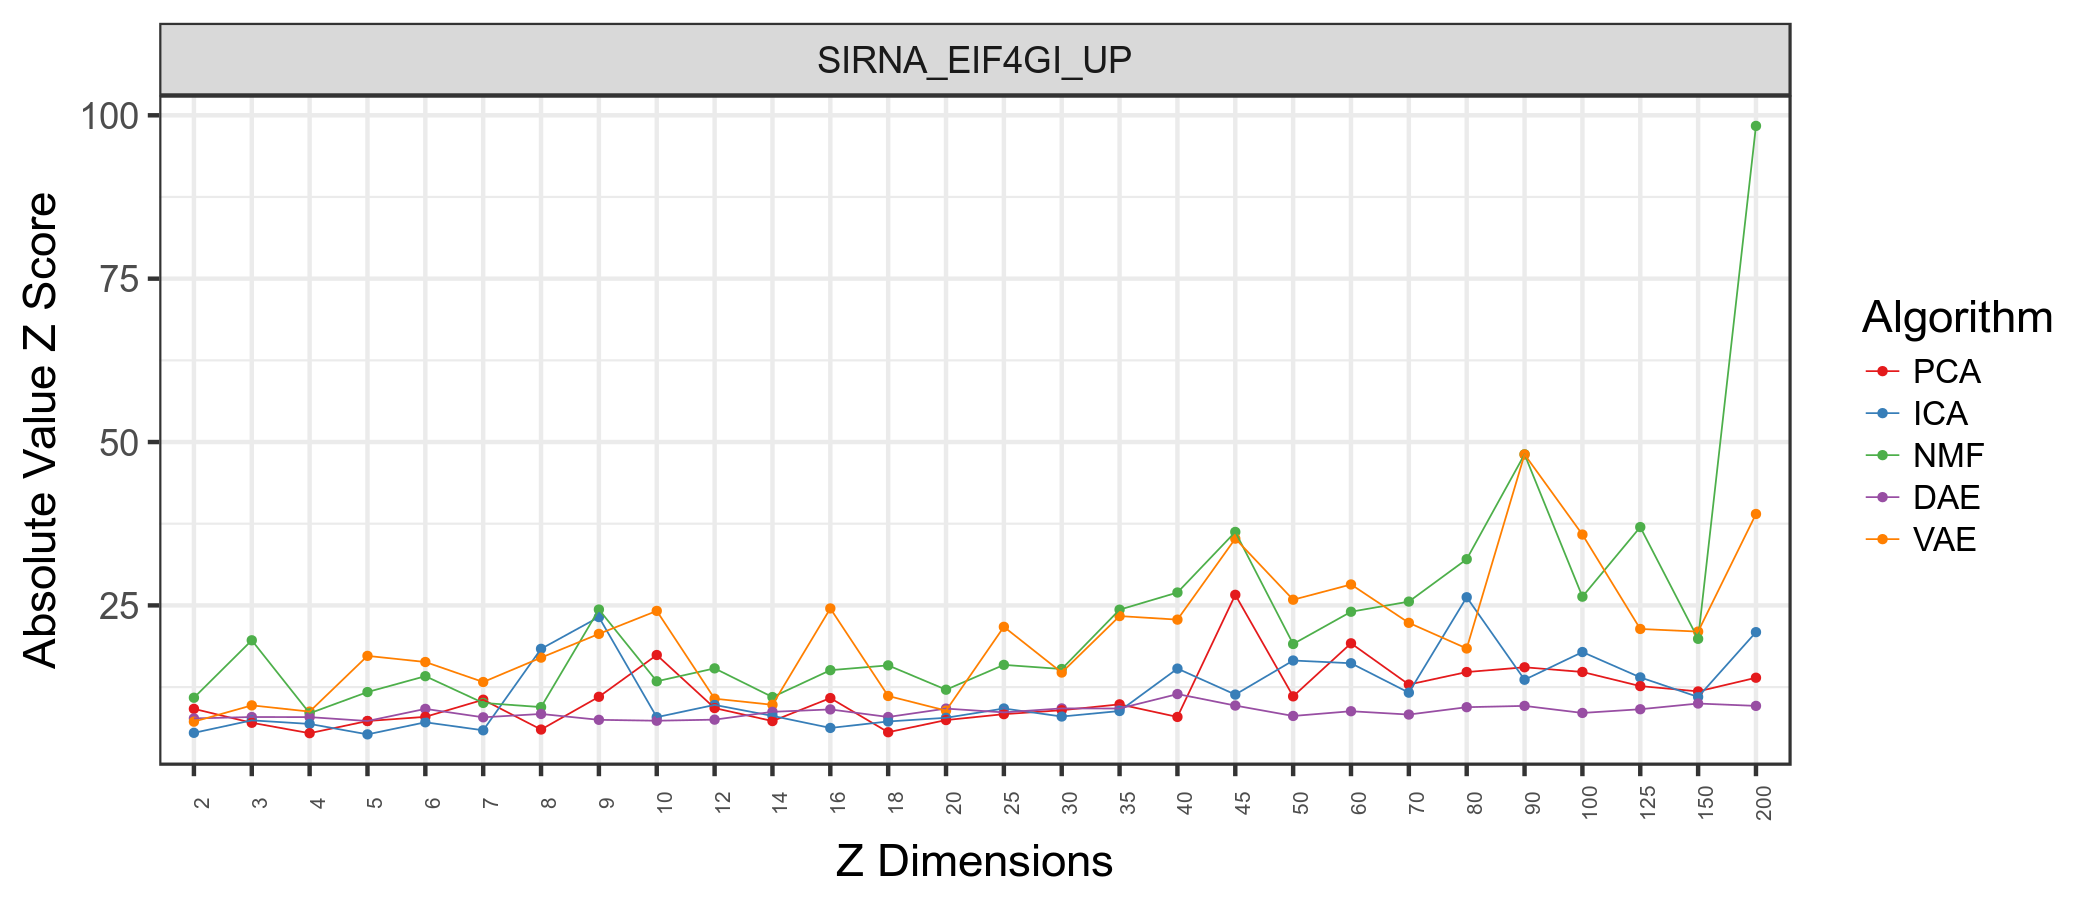 SIRNA_EIF4GI_UP
Absolute Value Z Score
100
75
50
25
2 3 4 5 6 7 8 9 10 12 14 16 18 20 25 30 35 40 45 50 60 70 80 90 100 125 150 200
Z Dimensions
Algorithm
PCA
ICA
NMF
DAE
VAE